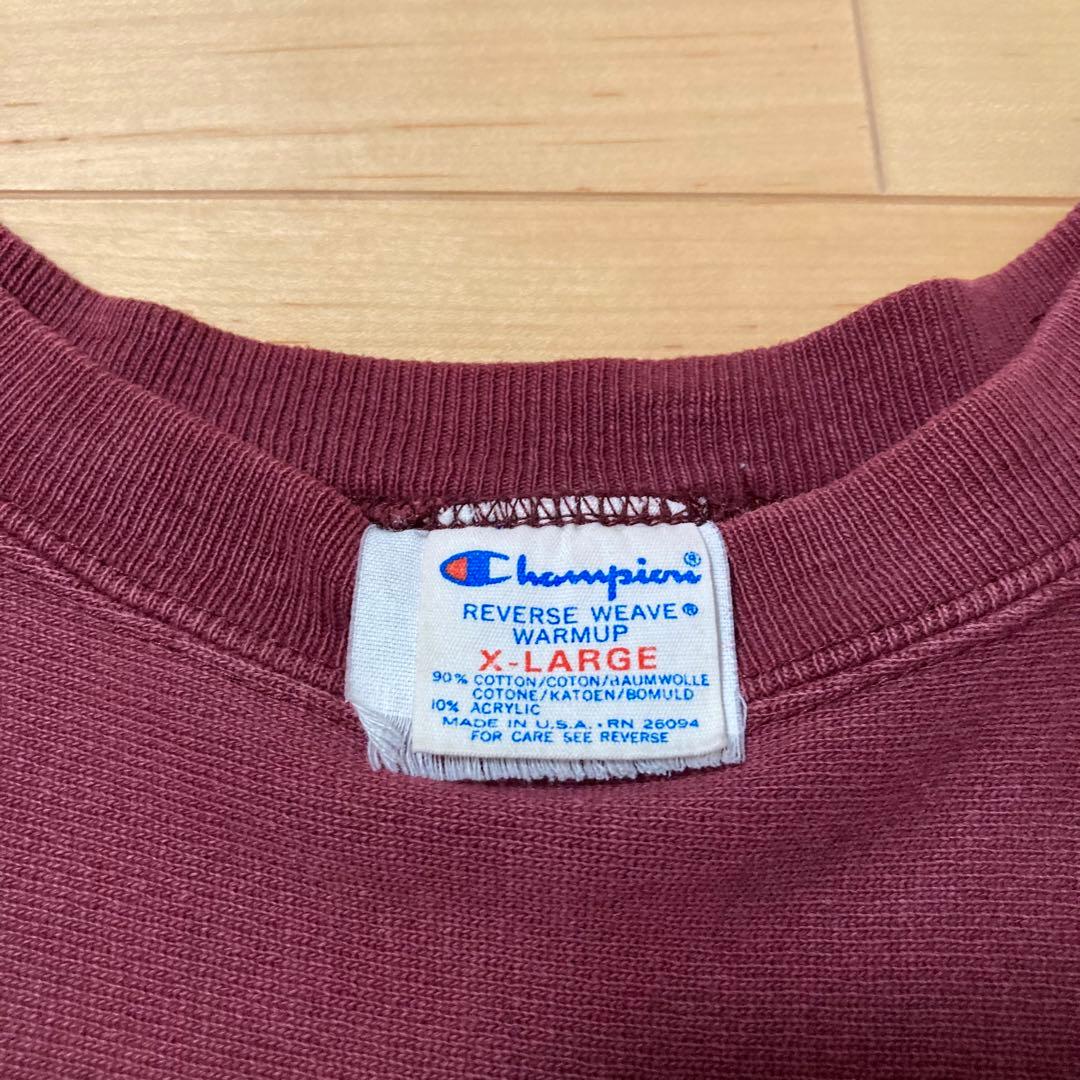 Champion®
REVERSE WEAVE®
WARMUP
X-LARGE
90% COTTON/COTON/BAUMWOLLE
COTONE/KATOEN/BOMULD
10% ACRYLIC
MADE IN U.S.A. · RN 26094
FOR CARE SEE REVERSE